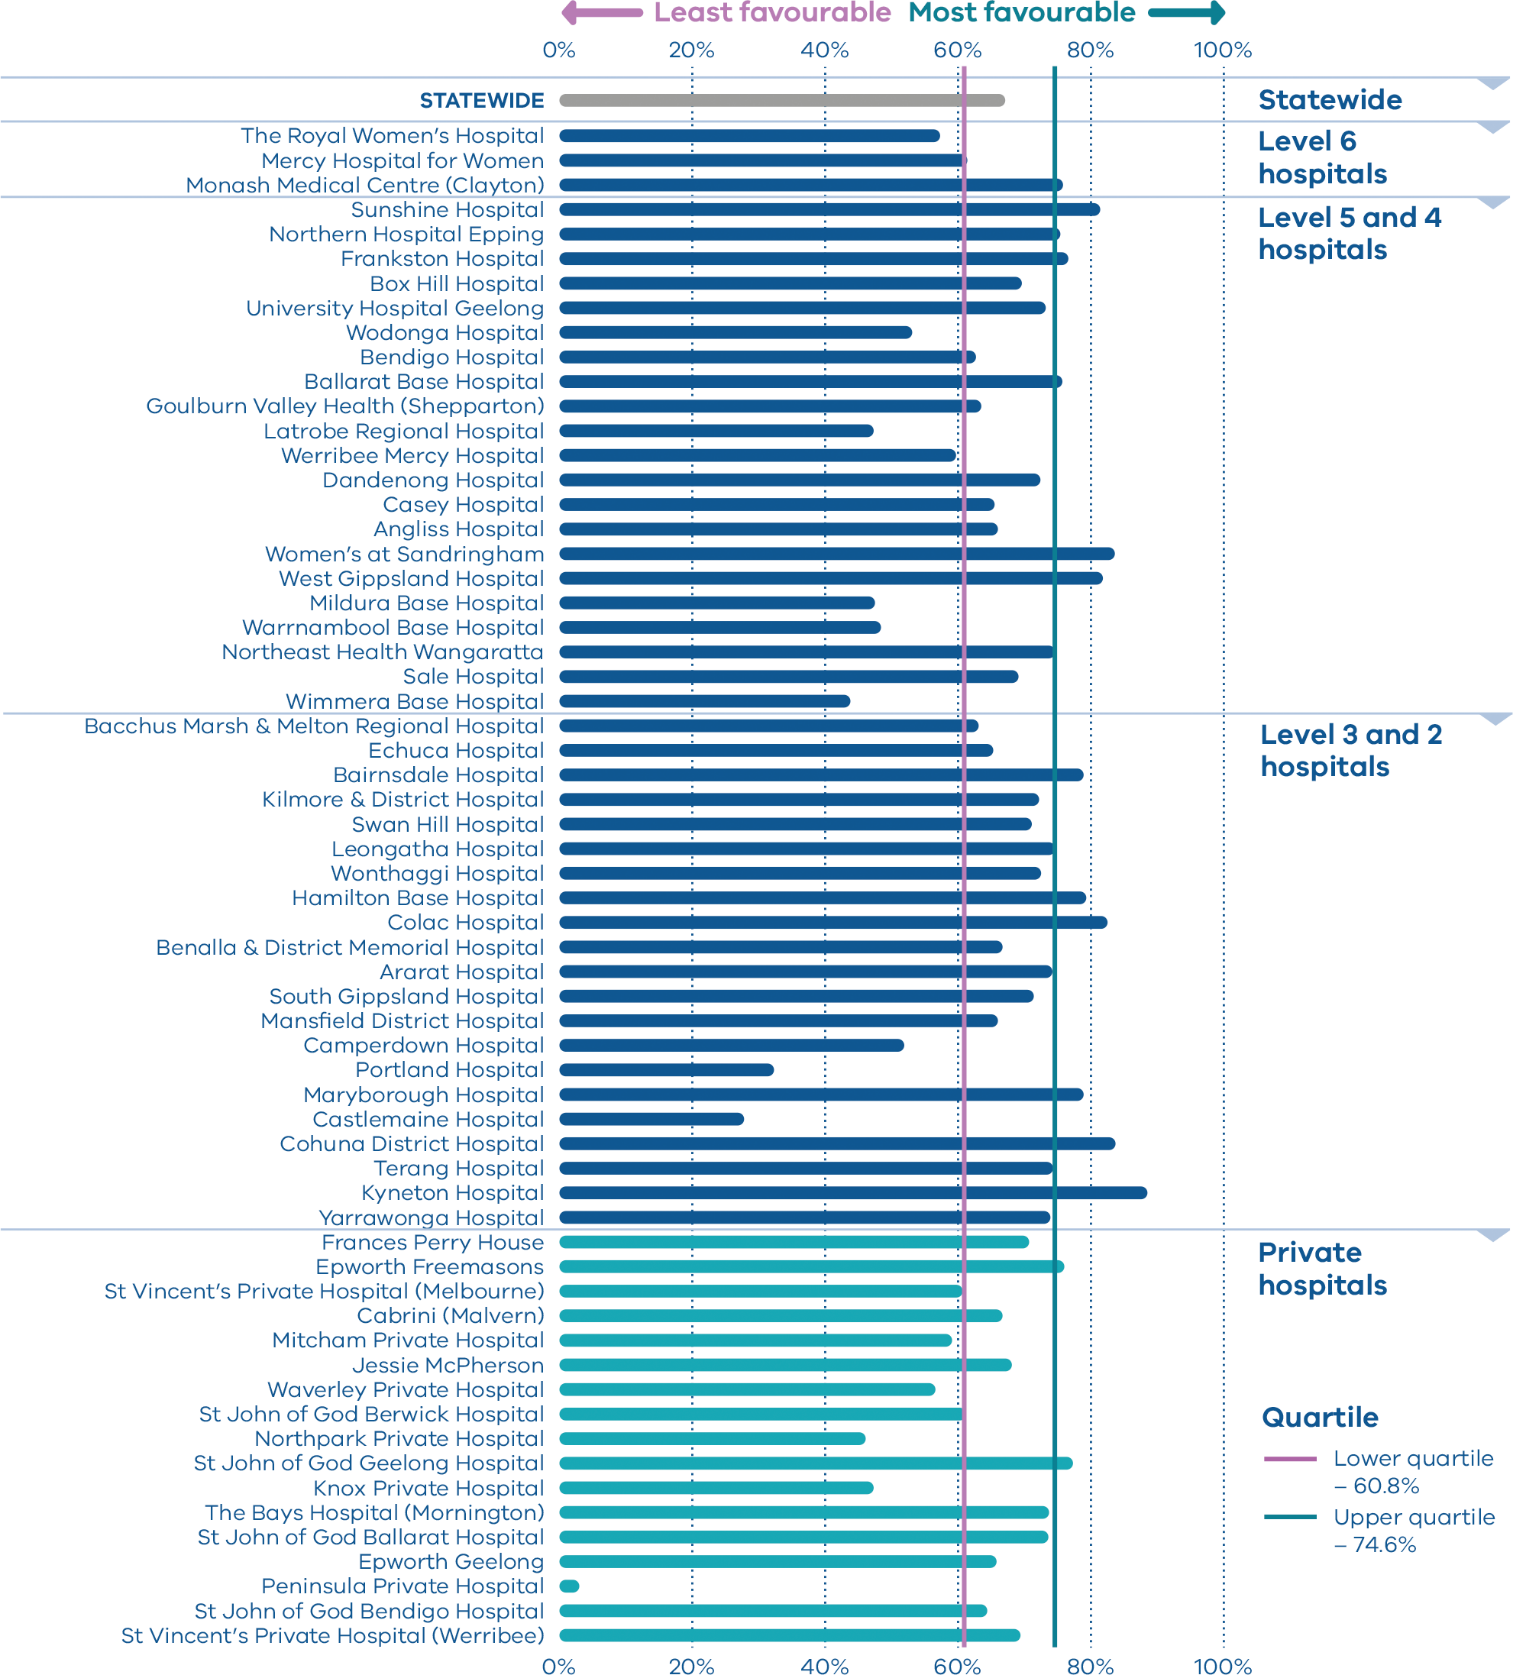 Least favourable Most favourable
0% 20% 40% 60% 80% 100%
STATEWIDE
Statewide
The Royal Women’s Hospital
Mercy Hospital for Women
Monash Medical Centre (Clayton)
Level 6
hospitals
Sunshine Hospital
Northern Hospital Epping
Frankston Hospital
Box Hill Hospital
University Hospital Geelong
Wodonga Hospital
Bendigo Hospital
Ballarat Base Hospital
Goulburn Valley Health (Shepparton)
Latrobe Regional Hospital
Werribee Mercy Hospital
Dandenong Hospital
Casey Hospital
Angliss Hospital
Women’s at Sandringham
West Gippsland Hospital
Mildura Base Hospital
Warrnambool Base Hospital
Northeast Health Wangaratta
Sale Hospital
Wimmera Base Hospital
Level 5 and 4
hospitals
Bacchus Marsh & Melton Regional Hospital
Echuca Hospital
Bairnsdale Hospital
Kilmore & District Hospital
Swan Hill Hospital
Leongatha Hospital
Wonthaggi Hospital
Hamilton Base Hospital
Colac Hospital
Benalla & District Memorial Hospital
Ararat Hospital
South Gippsland Hospital
Mansfield District Hospital
Camperdown Hospital
Portland Hospital
Maryborough Hospital
Castlemaine Hospital
Cohuna District Hospital
Terang Hospital
Kyneton Hospital
Yarrawonga Hospital
Level 3 and 2
hospitals
Frances Perry House
Epworth Freemasons
St Vincent’s Private Hospital (Melbourne)
Cabrini (Malvern)
Mitcham Private Hospital
Jessie McPherson
Waverley Private Hospital
St John of God Berwick Hospital
Northpark Private Hospital
St John of God Geelong Hospital
Knox Private Hospital
The Bays Hospital (Mornington)
St John of God Ballarat Hospital
Epworth Geelong
Peninsula Private Hospital
St John of God Bendigo Hospital
St Vincent’s Private Hospital (Werribee)
Private
hospitals
Quartile
Lower quartile
– 60.8%
Upper quartile
– 74.6%
0% 20% 40% 60% 80% 100%